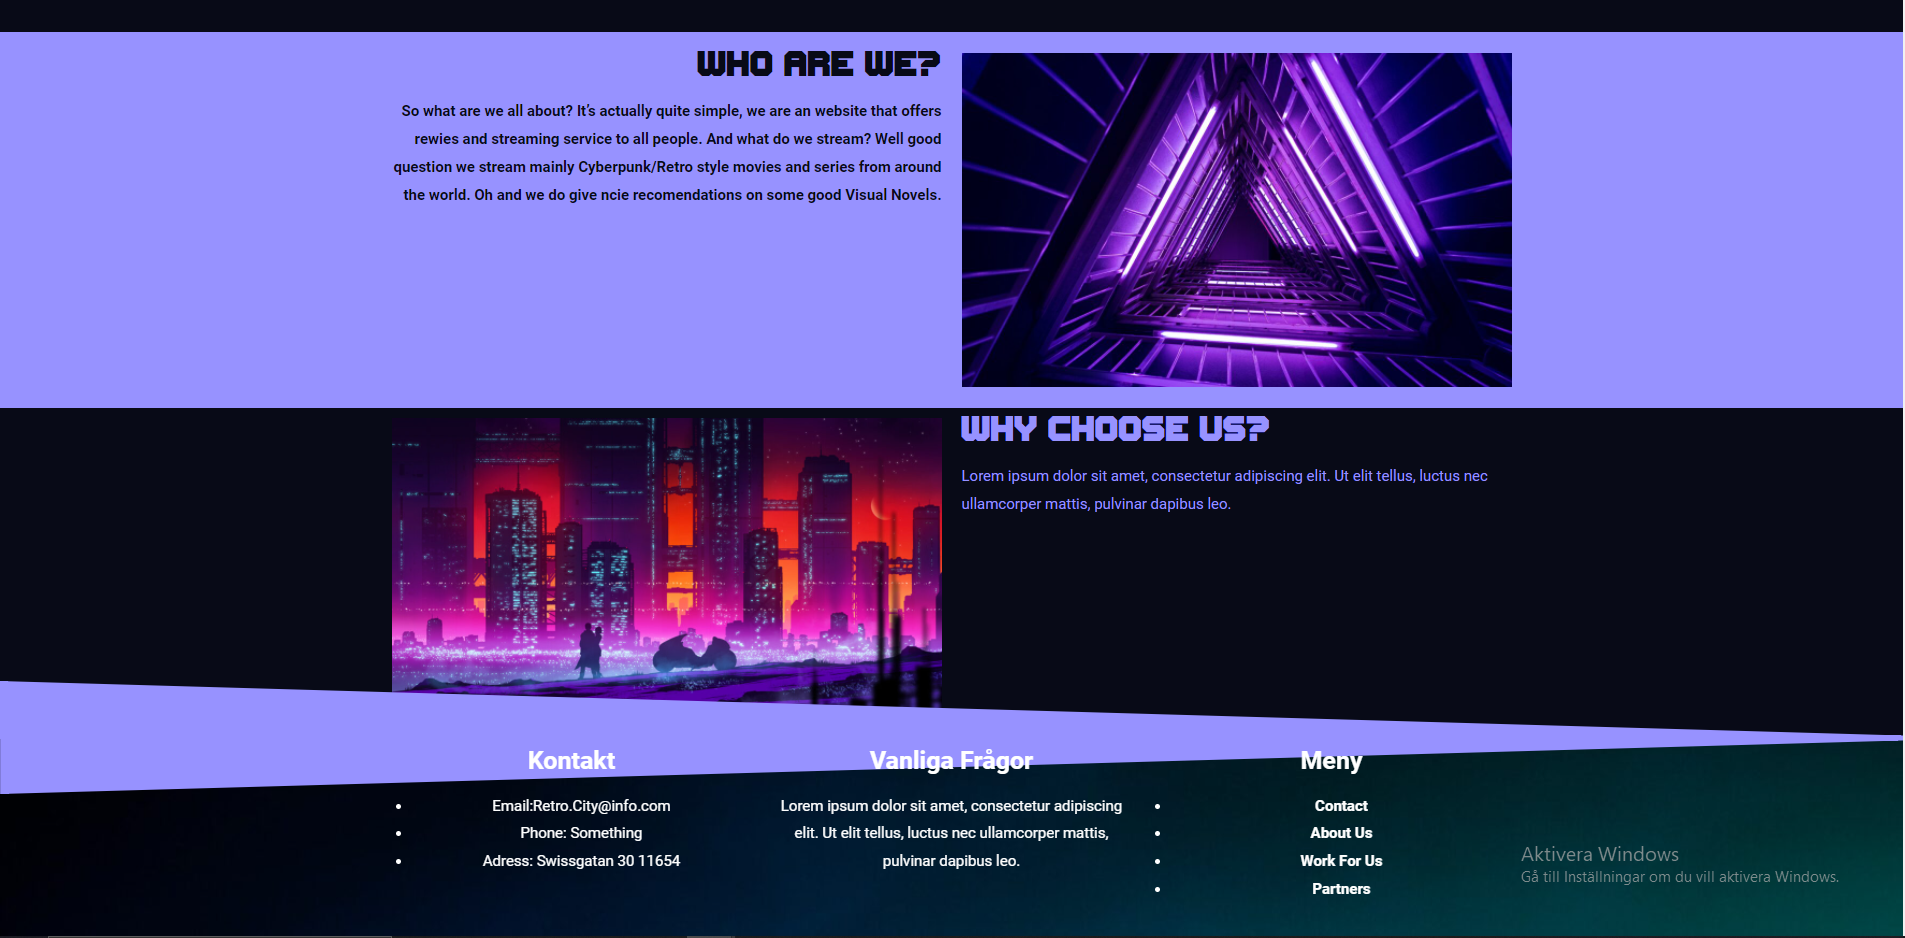 WHO ARE WE?
So what are we all about? It's actually quite simple, we are an website that offers
rewies and streaming service to all people. And what do we stream? Well good
question we stream mainly Cyberpunk/Retro style movies and series from around
the world. Oh and we do give ncie recomendations on some good Visual Novels.
WHY CHOOSE US?
Lorem ipsum dolor sit amet, consectetur adipiscing elit. Ut elit tellus, luctus nec
ullamcorper mattis, pulvinar dapibus leo.
Kontakt
Email:Retro.City@info.com
Phone: Something
Adress: Swissgatan 30 11654
Vanliga Frågor
Lorem ipsum dolor sit amet, consectetur adipiscing
elit. Ut elit tellus, luctus nec ullamcorper mattis,
pulvinar dapibus leo.
Meny
Contact
About Us
Work For Us
Partners
Aktivera Windows
Gå till Inställningar om du vill aktivera Windows.